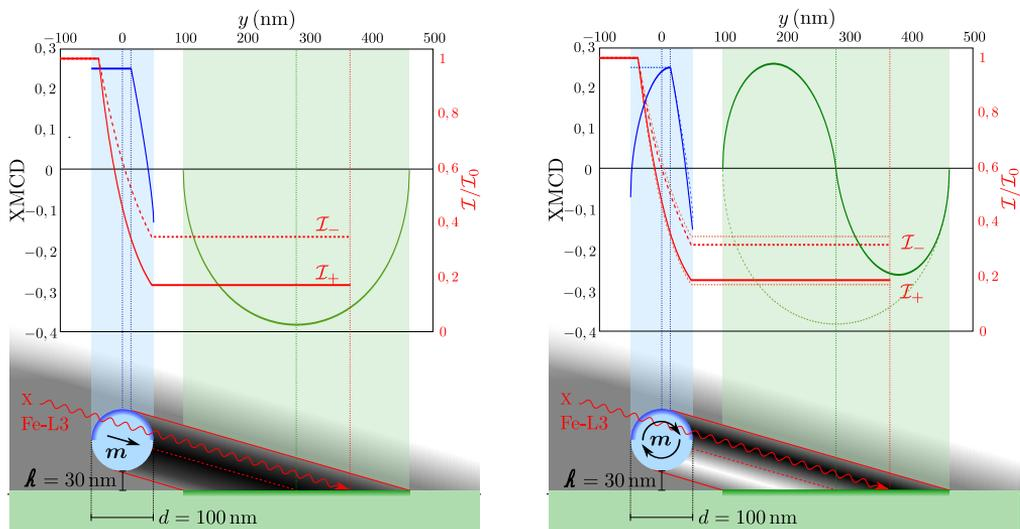 y (nm)
−100 0 100 200 300 400 500
0, 3
0, 2
0, 1
0
−0, 1
−0, 2
−0, 3
−0, 4
XMCD
1
0, 8
0, 6
0, 4
0, 2
0
I/I₀
I₋
I₊
X
Fe-L3
m
h = 30 nm
d = 100 nm
y (nm)
−100 0 100 200 300 400 500
0, 3
0, 2
0, 1
0
−0, 1
−0, 2
−0, 3
−0, 4
XMCD
1
0, 8
0, 6
0, 4
0, 2
0
I/I₀
I₋
I₊
X
Fe-L3
m
h = 30 nm
d = 100 nm